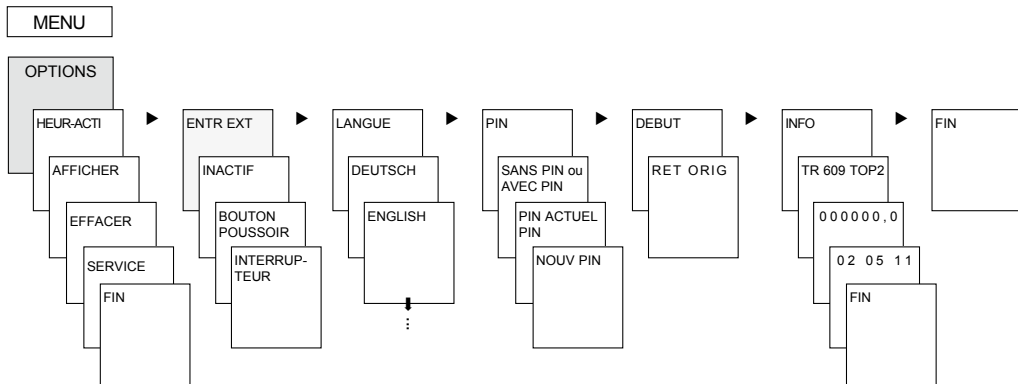 MENU
OPTIONS
HEUR-ACTI
AFFICHER
EFFACER
SERVICE
FIN
ENTR EXT
INACTIF
BOUTON
POUSSOIR
INTERRUP-
TEUR
LANGUE
DEUTSCH
ENGLISH
PIN
SANS PIN ou
AVEC PIN
PIN ACTUEL
PIN
NOUV PIN
DEBUT
RET ORIG
INFO
TR 609 TOP2
000000,0
02 05 11
FIN
FIN